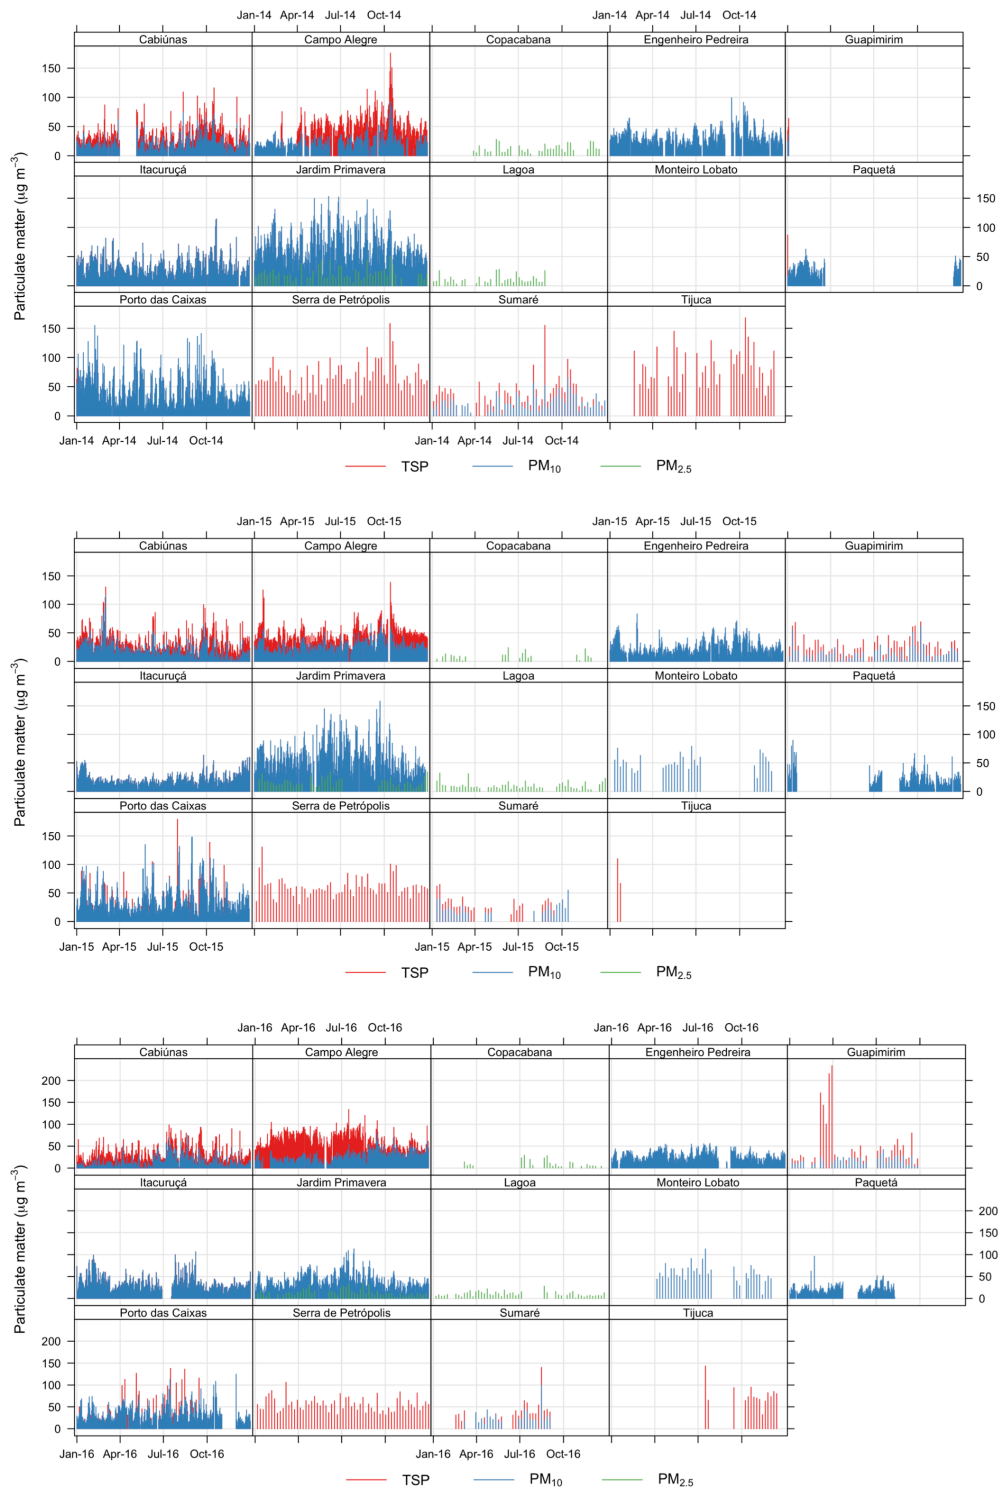 Jan-14 Apr-14 Jul-14 Oct-14 Jan-14 Apr-14 Jul-14 Oct-14
Cabiúnas Campo Alegre Copacabana Engenheiro Pedreira Guapimirim
150
100
50
0
Itacuruçá Jardim Primavera Lagoa Monteiro Lobato Paquetá
150
100
50
0
Porto das Caixas Serra de Petrópolis Sumaré Tijuca
150
100
50
0
Particulate matter (μg m⁻³)
Jan-14 Apr-14 Jul-14 Oct-14 Jan-14 Apr-14 Jul-14 Oct-14
TSP PM₁₀ PM₂.₅
Jan-15 Apr-15 Jul-15 Oct-15 Jan-15 Apr-15 Jul-15 Oct-15
Cabiúnas Campo Alegre Copacabana Engenheiro Pedreira Guapimirim
150
100
50
0
Itacuruçá Jardim Primavera Lagoa Monteiro Lobato Paquetá
150
100
50
0
Porto das Caixas Serra de Petrópolis Sumaré Tijuca
150
100
50
0
Particulate matter (μg m⁻³)
Jan-15 Apr-15 Jul-15 Oct-15 Jan-15 Apr-15 Jul-15 Oct-15
TSP PM₁₀ PM₂.₅
Jan-16 Apr-16 Jul-16 Oct-16 Jan-16 Apr-16 Jul-16 Oct-16
Cabiúnas Campo Alegre Copacabana Engenheiro Pedreira Guapimirim
200
150
100
50
0
Itacuruçá Jardim Primavera Lagoa Monteiro Lobato Paquetá
200
150
100
50
0
Porto das Caixas Serra de Petrópolis Sumaré Tijuca
200
150
100
50
0
Particulate matter (μg m⁻³)
Jan-16 Apr-16 Jul-16 Oct-16 Jan-16 Apr-16 Jul-16 Oct-16
TSP PM₁₀ PM₂.₅